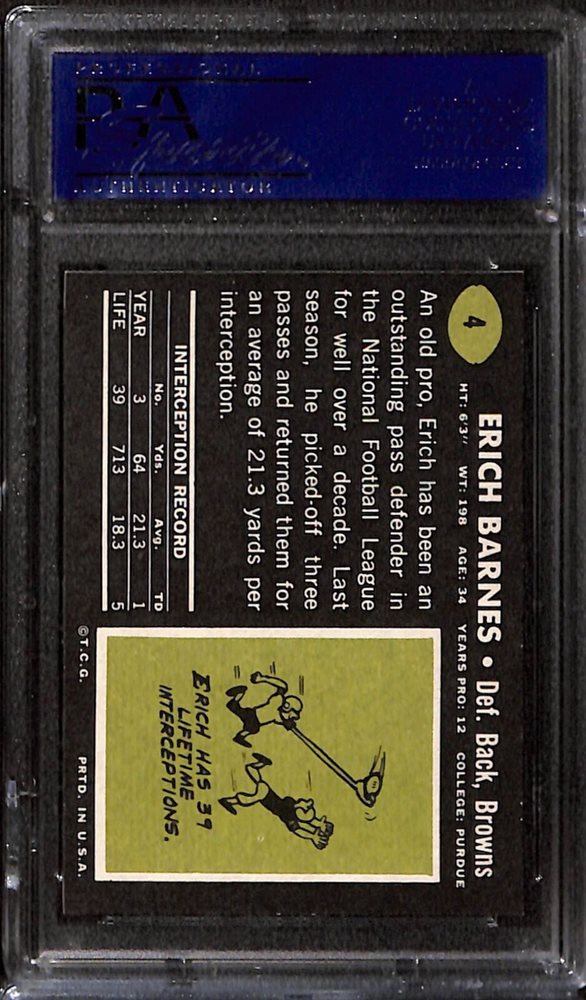 PROFESSIONAL
PSA
AUTHENTICATOR
4
ERICH BARNES • Def. Back, Browns
HT: 6'3" WT: 198 AGE: 34 YEARS PRO: 12 COLLEGE: PURDUE
An old pro, Erich has been an
outstanding pass defender in
the National Football League
for well over a decade. Last
season, he picked-off three
passes and returned them for
an average of 21.3 yards per
interception.
INTERCEPTION RECORD
No. Yds. Avg. TD
YEAR 3 64 21.3 1
LIFE 39 713 18.3 5
ERICH HAS 39
LIFETIME
INTERCEPTIONS.
©T.C.G. PRTD. IN U.S.A.